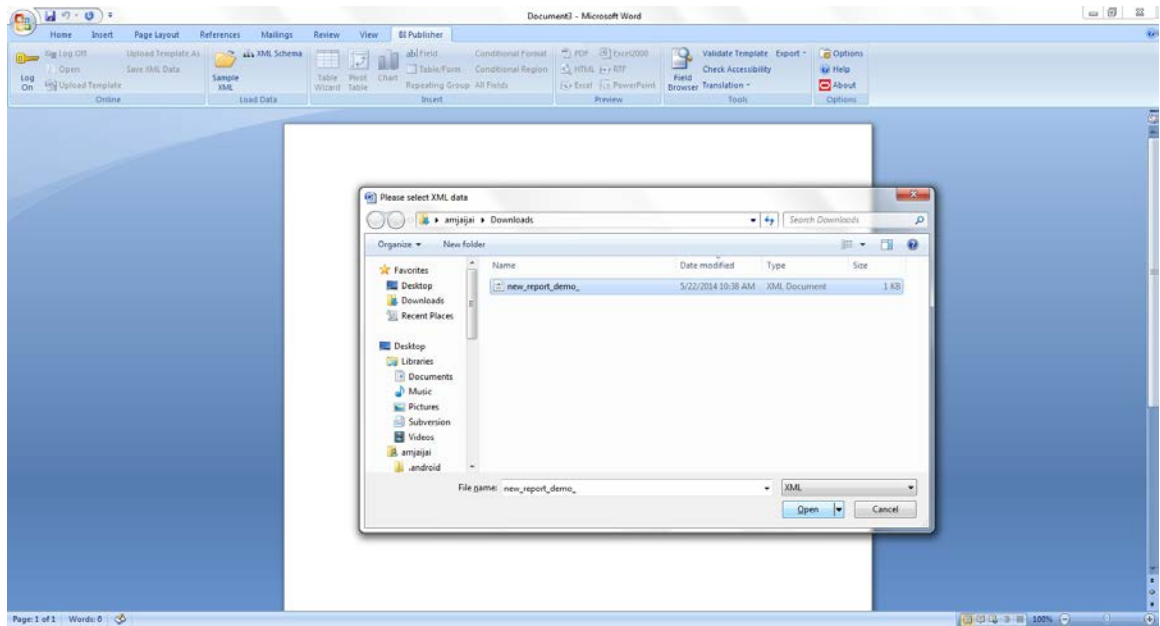 Document3 - Microsoft Word
Home Insert Page Layout References Mailings Review View BI Publisher
Log On
Log Off
Open
Upload Template
Upload Template As
Save XML Data
Online
Sample XML
XML Schema
Load Data
Table Wizard
Pivot Table
Chart
Field
Table/Form
Repeating Group
Conditional Format
Conditional Region
All Fields
Insert
PDF Excel2000
HTML RTF
Excel PowerPoint
Preview
Field Browser
Validate Template Export
Check Accessibility
Translation
Tools
Options
Help
About
Options
Please select XML data
amjaijai Downloads
Search Downloads
Organize New folder
Name Date modified Type Size
new_report_demo_ 5/22/2014 10:38 AM XML Document 1 KB
Favorites
Desktop
Downloads
Recent Places
Desktop
Libraries
Documents
Music
Pictures
Subversion
Videos
amjaijai
.android
File name: new_report_demo_ XML
Open Cancel
Page: 1 of 1 Words: 0 100%